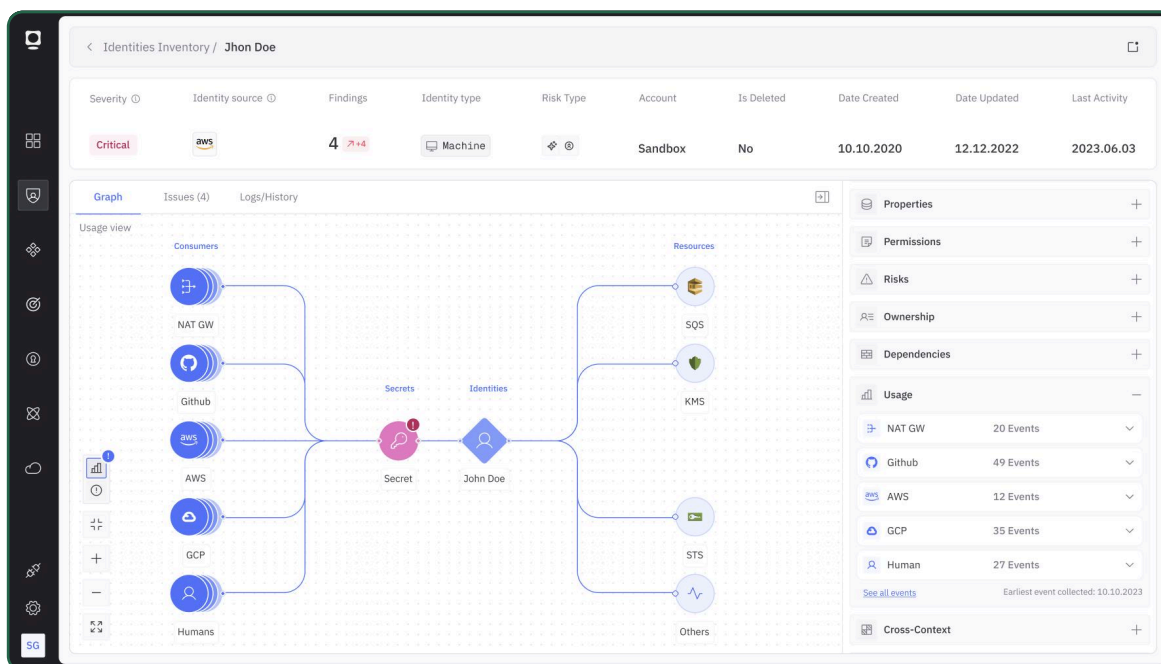 Identities Inventory / Jhon Doe
Severity Identity source Findings Identity type Risk Type Account Is Deleted Date Created Date Updated Last Activity
Critical aws 4 +4 Machine Sandbox No 10.10.2020 12.12.2022 2023.06.03
Graph Issues (4) Logs/History
Usage view
Consumers
Resources
NAT GW
SQS
Github
KMS
Secrets
Identities
aws
AWS
Secret
John Doe
GCP
STS
Humans
Others
SG
Properties
Permissions
Risks
Ownership
Dependencies
Usage
NAT GW 20 Events
Github 49 Events
aws AWS 12 Events
GCP 35 Events
Human 27 Events
See all events Earliest event collected: 10.10.2023
Cross-Context